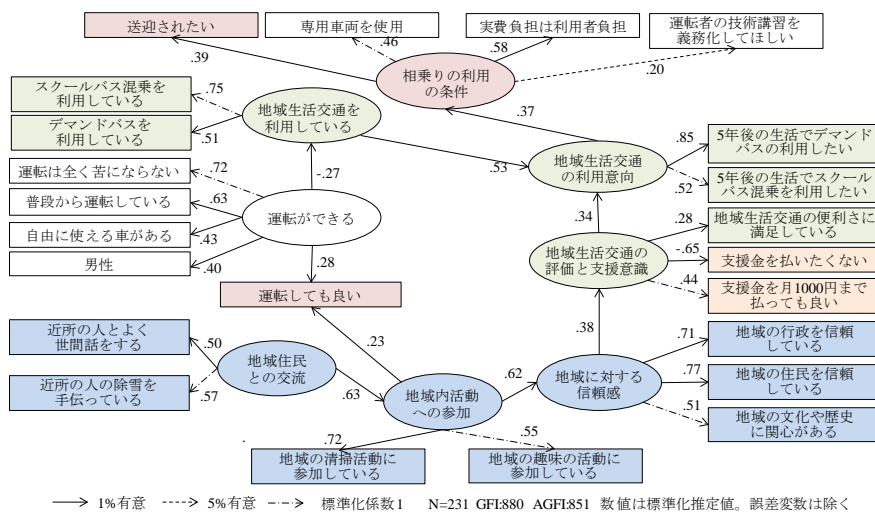 送迎されたい
専用車両を使用
実費負担は利用者負担
運転者の技術講習を
義務化してほしい
.39
.46
.58
.20
相乗りの利用
の条件
スクールバス混乗を
利用している
.75
デマンドバスを
利用している
.51
地域生活交通を
利用している
.37
.53
地域生活交通
の利用意向
.85
5年後の生活でデマンド
バスの利用したい
.52
5年後の生活でスクール
バス混乗を利用したい
運転は全く苦にならない
.72
普段から運転している
.63
自由に使える車がある
.43
男性
.40
-.27
運転ができる
.28
運転しても良い
.34
地域生活交通の
評価と支援意識
.28
地域生活交通の便利さに
満足している
-.65
支援金を払いたくない
.44
支援金を月1000円まで
払っても良い
.38
近所の人とよく
世間話をする
.50
近所の人の除雪を
手伝っている
.57
地域住民
との交流
.63
.23
地域内活動
への参加
.62
地域に対する
信頼感
.71
地域の行政を信頼
している
.77
地域の住民を信頼
している
.51
地域の文化や歴史
に関心がある
.72
地域の清掃活動に
参加している
.55
地域の趣味の活動に
参加している
1%有意 5%有意 標準化係数1 N=231 GFI:880 AGFI:851 数値は標準化推定値。誤差変数は除く